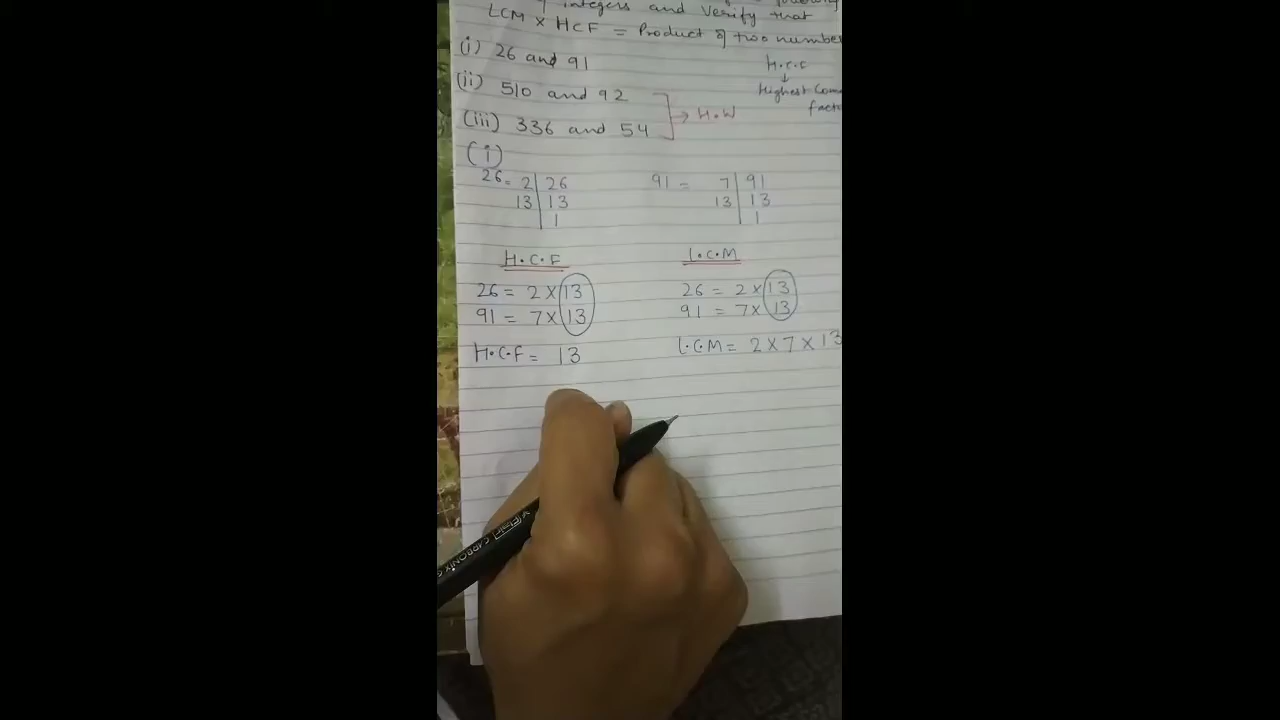 integers and Verify that
LCM × HCF = Product of two number
(i) 26 and 91
H.C.C
↓
Highest Com
facto
(ii) 510 and 92
(iii) 336 and 54
→ H.W
(i)
26 = 2 | 26
13 | 13
1
91 = 7 | 91
13 | 13
1
H.C.F
26 = 2 × 13
91 = 7 × 13
H.C.F = 13
L.C.M
26 = 2 × 13
91 = 7 × 13
L.C.M = 2 × 7 × 13